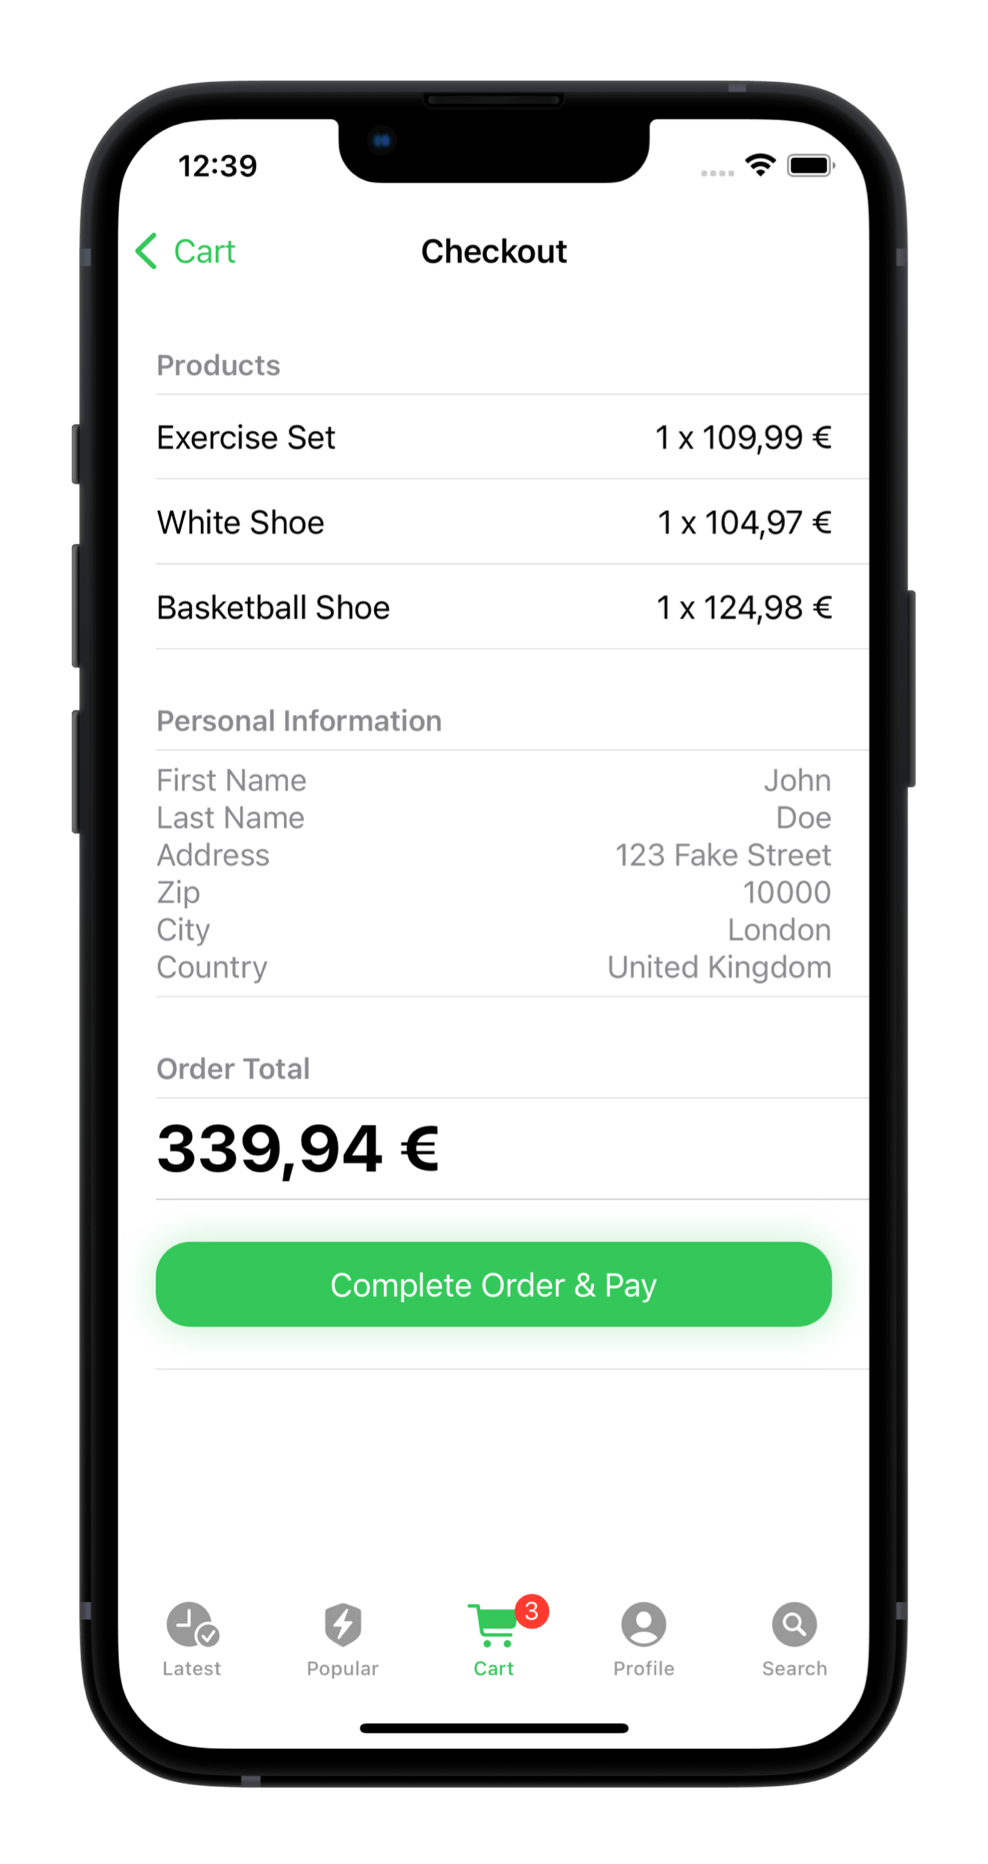 12:39
Cart
Checkout
Products
Exercise Set 1 x 109,99 €
White Shoe 1 x 104,97 €
Basketball Shoe 1 x 124,98 €
Personal Information
First Name John
Last Name Doe
Address 123 Fake Street
Zip 10000
City London
Country United Kingdom
Order Total
339,94 €
Complete Order & Pay
3
Latest Popular Cart Profile Search